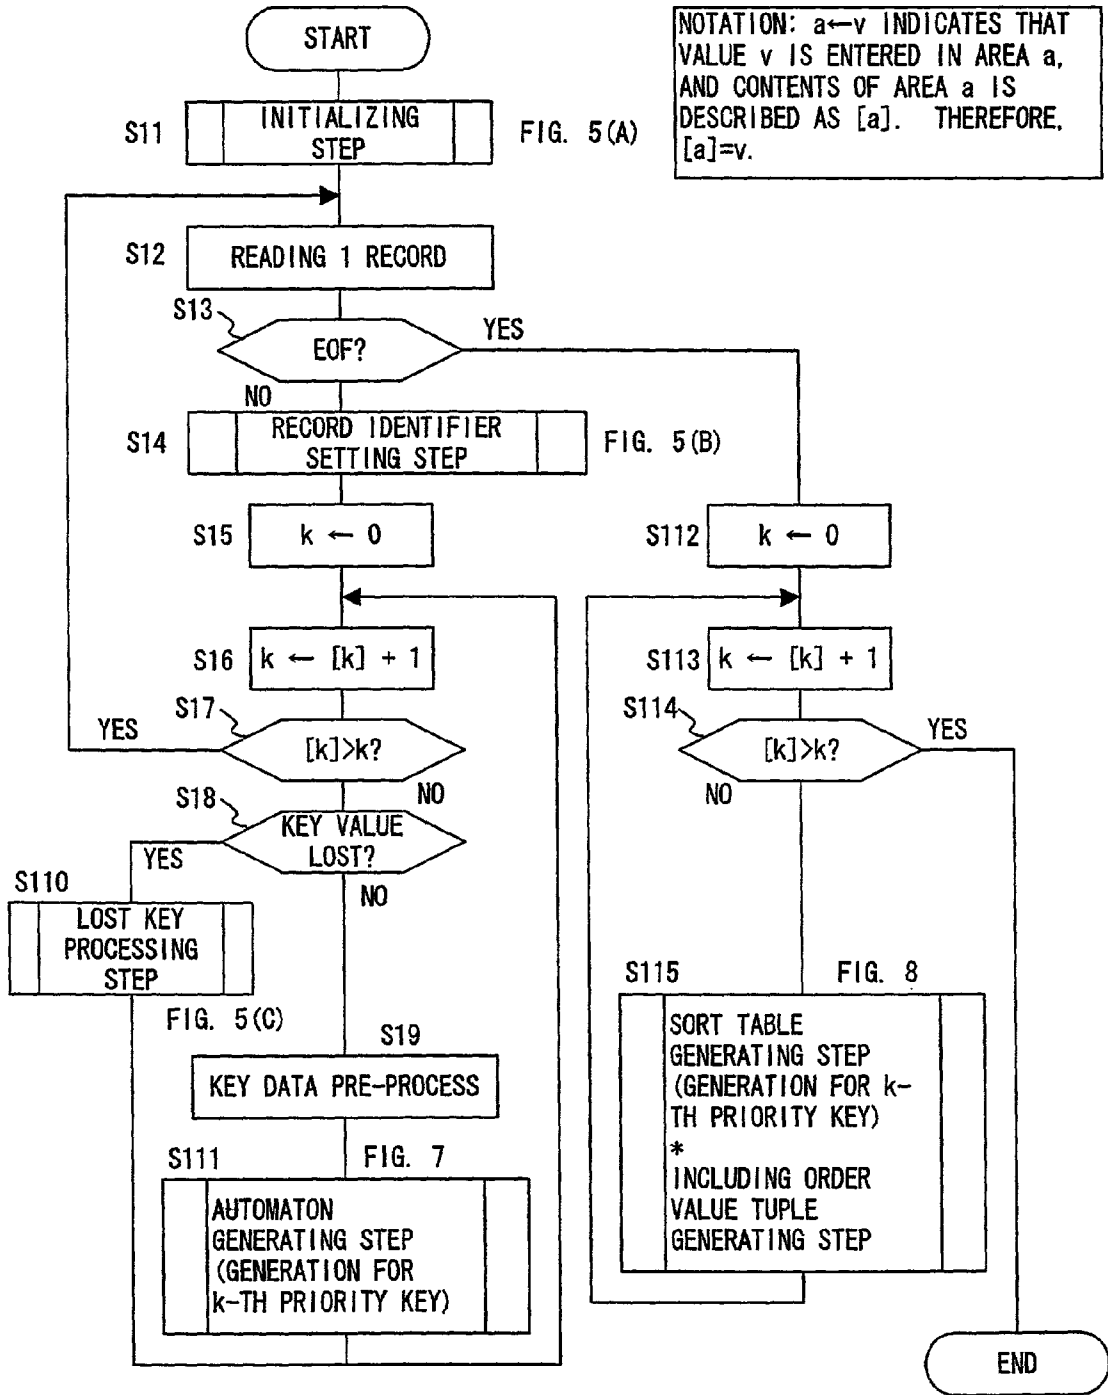 START
NOTATION: a←v INDICATES THAT
VALUE v IS ENTERED IN AREA a,
AND CONTENTS OF AREA a IS
DESCRIBED AS [a]. THEREFORE,
[a]=v.
S11
INITIALIZING
STEP
FIG. 5(A)
S12
READING 1 RECORD
S13
EOF?
YES
NO
S14
RECORD IDENTIFIER
SETTING STEP
FIG. 5(B)
S15
k ← 0
S112
k ← 0
S16
k ← [k] + 1
S113
k ← [k] + 1
S17
YES
[k]>k?
NO
S114
[k]>k?
YES
NO
S18
KEY VALUE
LOST?
YES
NO
S110
LOST KEY
PROCESSING
STEP
FIG. 5(C)
S19
KEY DATA PRE-PROCESS
S111
FIG. 7
AUTOMATON
GENERATING STEP
(GENERATION FOR
k-TH PRIORITY KEY)
S115
FIG. 8
SORT TABLE
GENERATING STEP
(GENERATION FOR k-
TH PRIORITY KEY)
*
INCLUDING ORDER
VALUE TUPLE
GENERATING STEP
END